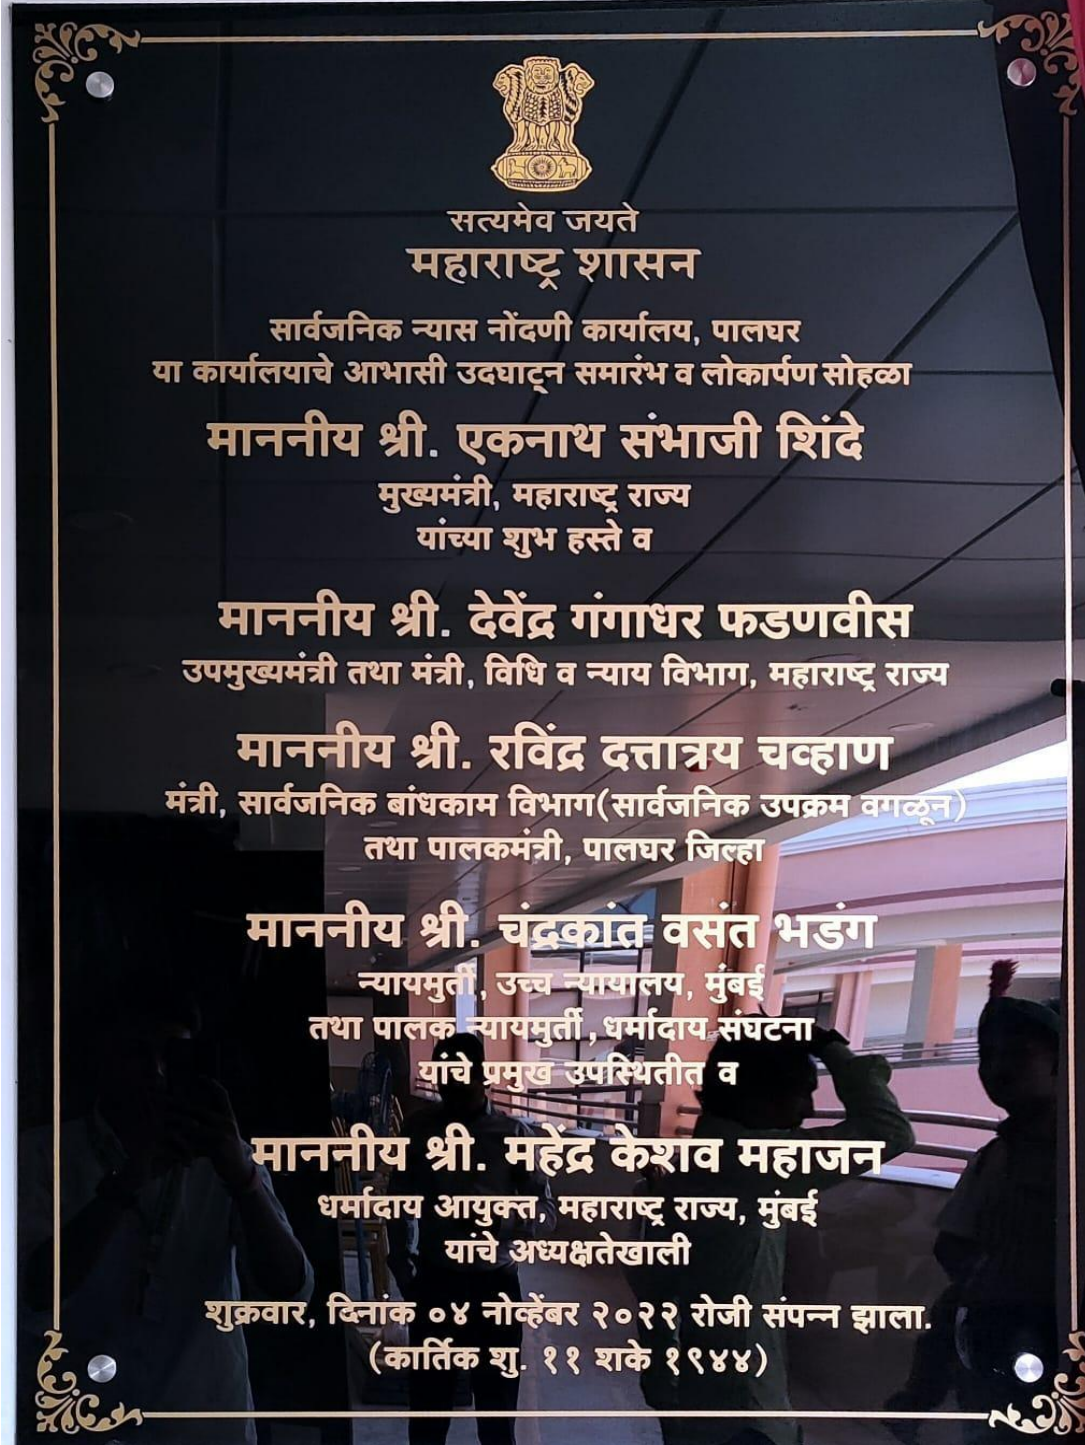 सत्यमेव जयते
महाराष्ट्र शासन
सार्वजनिक न्यास नोंदणी कार्यालय, पालघर
या कार्यालयाचे आभासी उदघाट्न समारंभ व लोकार्पण सोहळा
माननीय श्री. एकनाथ संभाजी शिंदे
मुख्यमंत्री, महाराष्ट्र राज्य
यांच्या शुभ हस्ते व
माननीय श्री. देवेंद्र गंगाधर फडणवीस
उपमुख्यमंत्री तथा मंत्री, विधि व न्याय विभाग, महाराष्ट्र राज्य
माननीय श्री. रविंद्र दत्तात्रय चव्हाण
मंत्री, सार्वजनिक बांधकाम विभाग(सार्वजनिक उपक्रम वगळून)
तथा पालकमंत्री, पालघर जिल्हा
माननीय श्री. चंद्रकांत वसंत भडंग
न्यायमुर्ती, उच्च न्यायालय, मुंबई
तथा पालक न्यायमुर्ती, धर्मादाय संघटना
यांचे प्रमुख उपस्थितीत व
माननीय श्री. महेंद्र केशव महाजन
धर्मादाय आयुक्त, महाराष्ट्र राज्य, मुंबई
यांचे अध्यक्षतेखाली
शुक्रवार, दिनांक ०४ नोव्हेंबर २०२२ रोजी संपन्न झाला.
(कार्तिक शु. ११ शके १९४४)